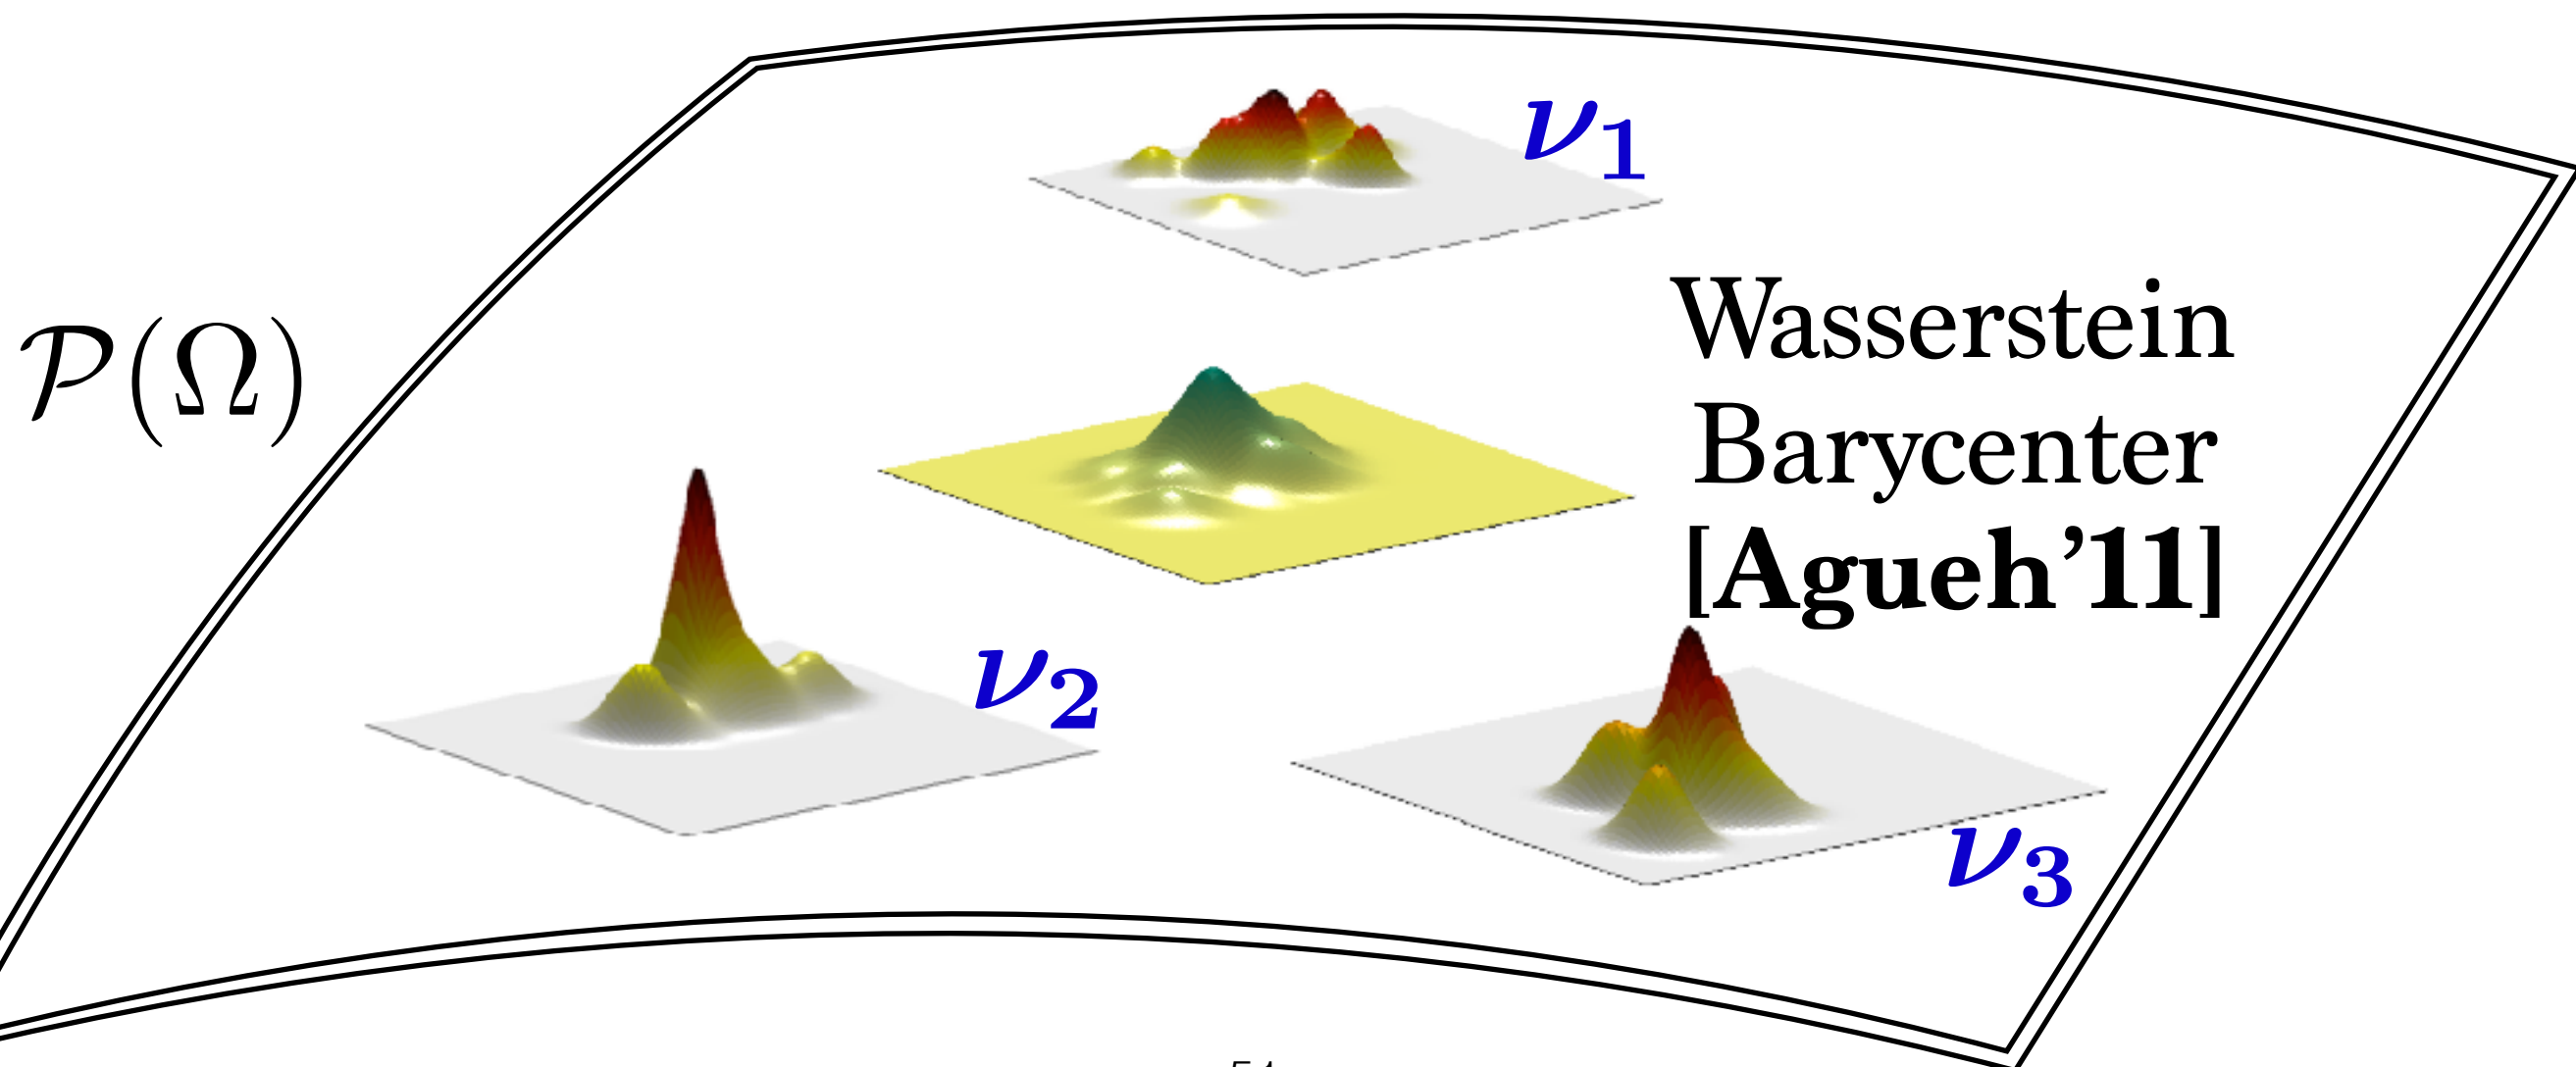 ν₁
𝒫(Ω)
Wasserstein
Barycenter
[Agueh’11]
ν₂
ν₃